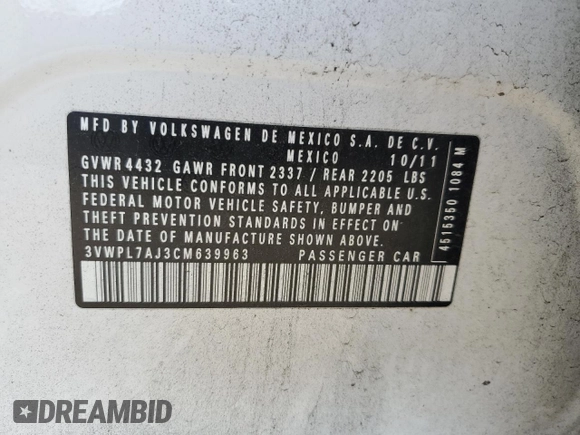 MFD BY VOLKSWAGEN DE MEXICO S.A. DE C.V.
MEXICO 10/11
GVWR 4432 GAWR FRONT 2337 / REAR 2205 LBS
THIS VEHICLE CONFORMS TO ALL APPLICABLE U.S.
FEDERAL MOTOR VEHICLE SAFETY, BUMPER AND
THEFT PREVENTION STANDARDS IN EFFECT ON
THE DATE OF MANUFACTURE SHOWN ABOVE
3VWPL7AJ3CM639963 PASSENGER CAR
4515350 1084 M
DREAMBID